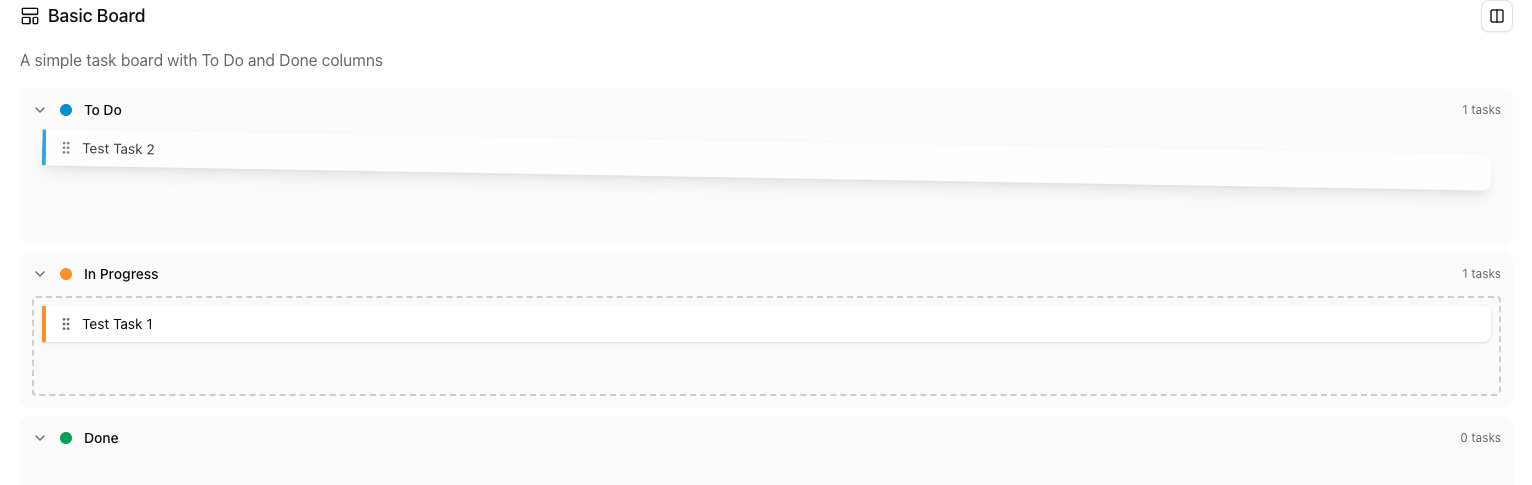 Basic Board
A simple task board with To Do and Done columns
To Do
1 tasks
Test Task 2
In Progress
1 tasks
Test Task 1
Done
0 tasks